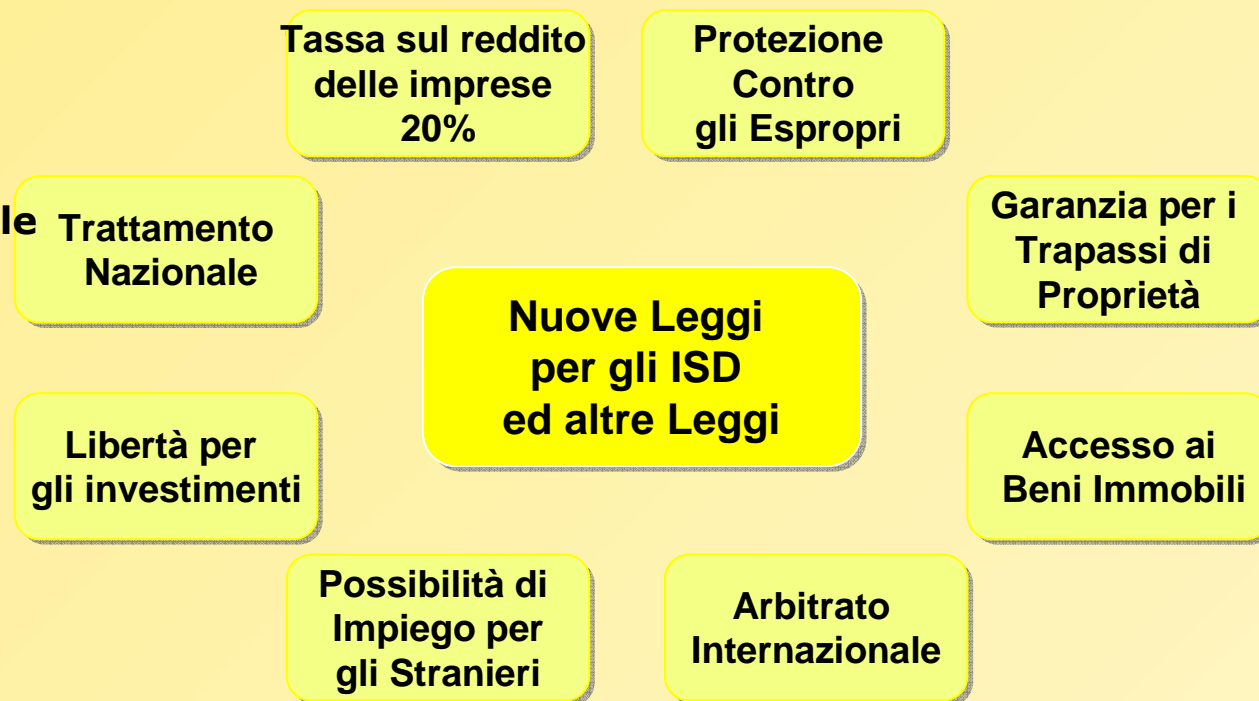 Tassa sul reddito
delle imprese
20%
Protezione
Contro
gli Espropri
le
Trattamento
Nazionale
Garanzia per i
Trapassi di
Proprietà
Nuove Leggi
per gli ISD
ed altre Leggi
Libertà per
gli investimenti
Accesso ai
Beni Immobili
Possibilità di
Impiego per
gli Stranieri
Arbitrato
Internazionale